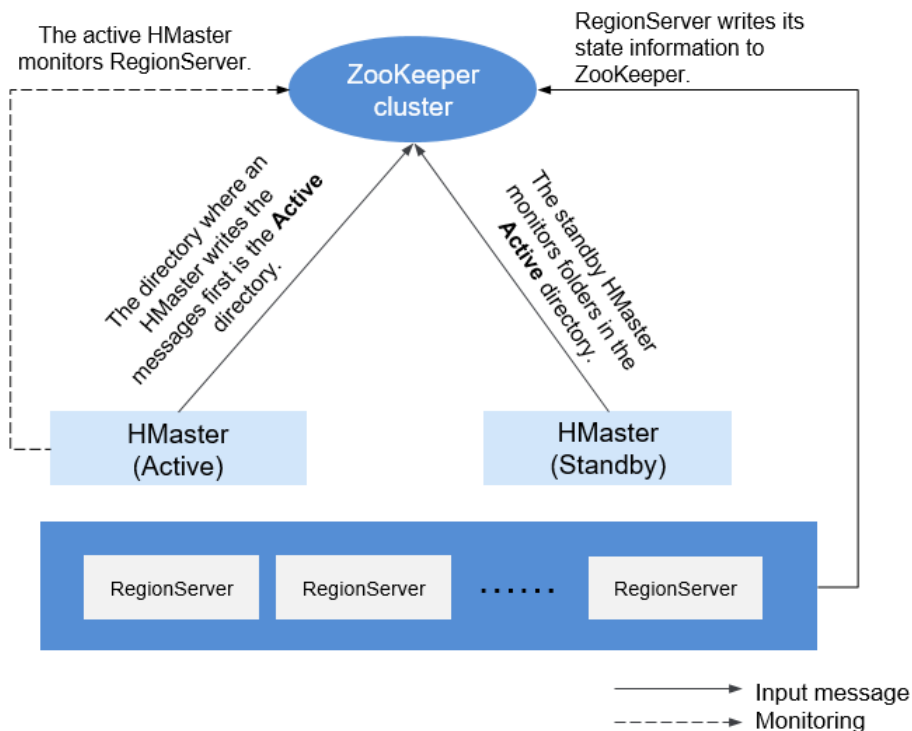 The active HMaster
monitors RegionServer.
RegionServer writes its
state information to
ZooKeeper.
ZooKeeper
cluster
The directory where an
HMaster writes the
messages first is the Active
directory.
The standby HMaster
monitors folders in the
Active directory.
HMaster
(Active)
HMaster
(Standby)
RegionServer
RegionServer
......
RegionServer
Input message
Monitoring